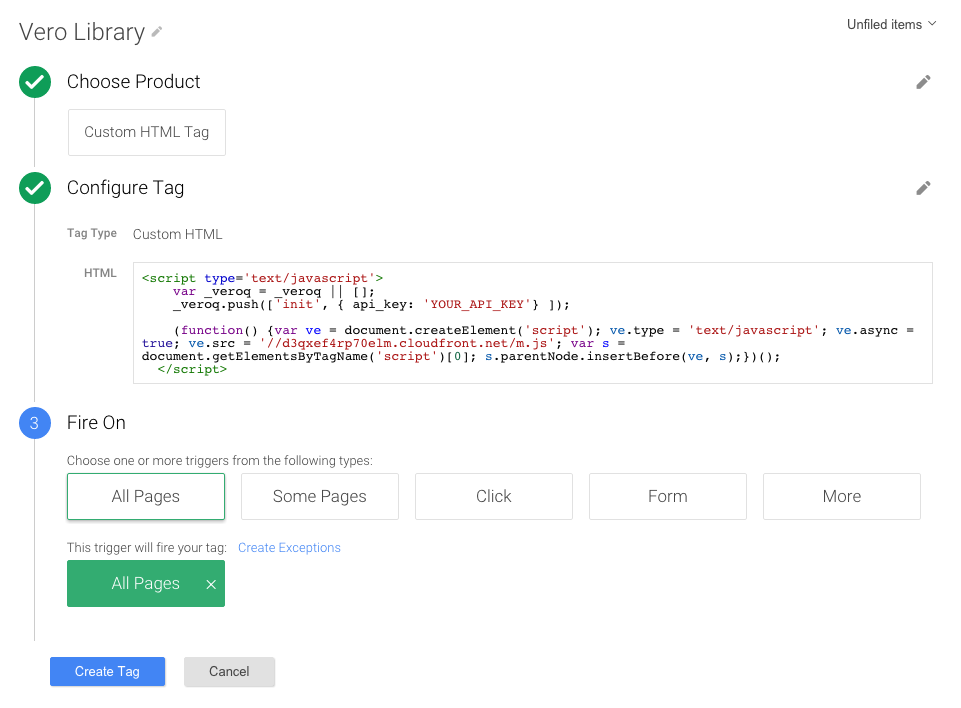 Vero Library
Unfiled items
Choose Product
Custom HTML Tag
Configure Tag
Tag Type Custom HTML
HTML
<script type='text/javascript'>
var _veroq = _veroq || [];
_veroq.push(['init', { api_key: 'YOUR_API_KEY'} ]);
(function() {var ve = document.createElement('script'); ve.type = 'text/javascript'; ve.async =
true; ve.src = '//d3qxef4rp70elm.cloudfront.net/m.js'; var s =
document.getElementsByTagName('script')[0]; s.parentNode.insertBefore(ve, s);})();
</script>
3 Fire On
Choose one or more triggers from the following types:
All Pages Some Pages Click Form More
This trigger will fire your tag: Create Exceptions
All Pages ×
Create Tag Cancel